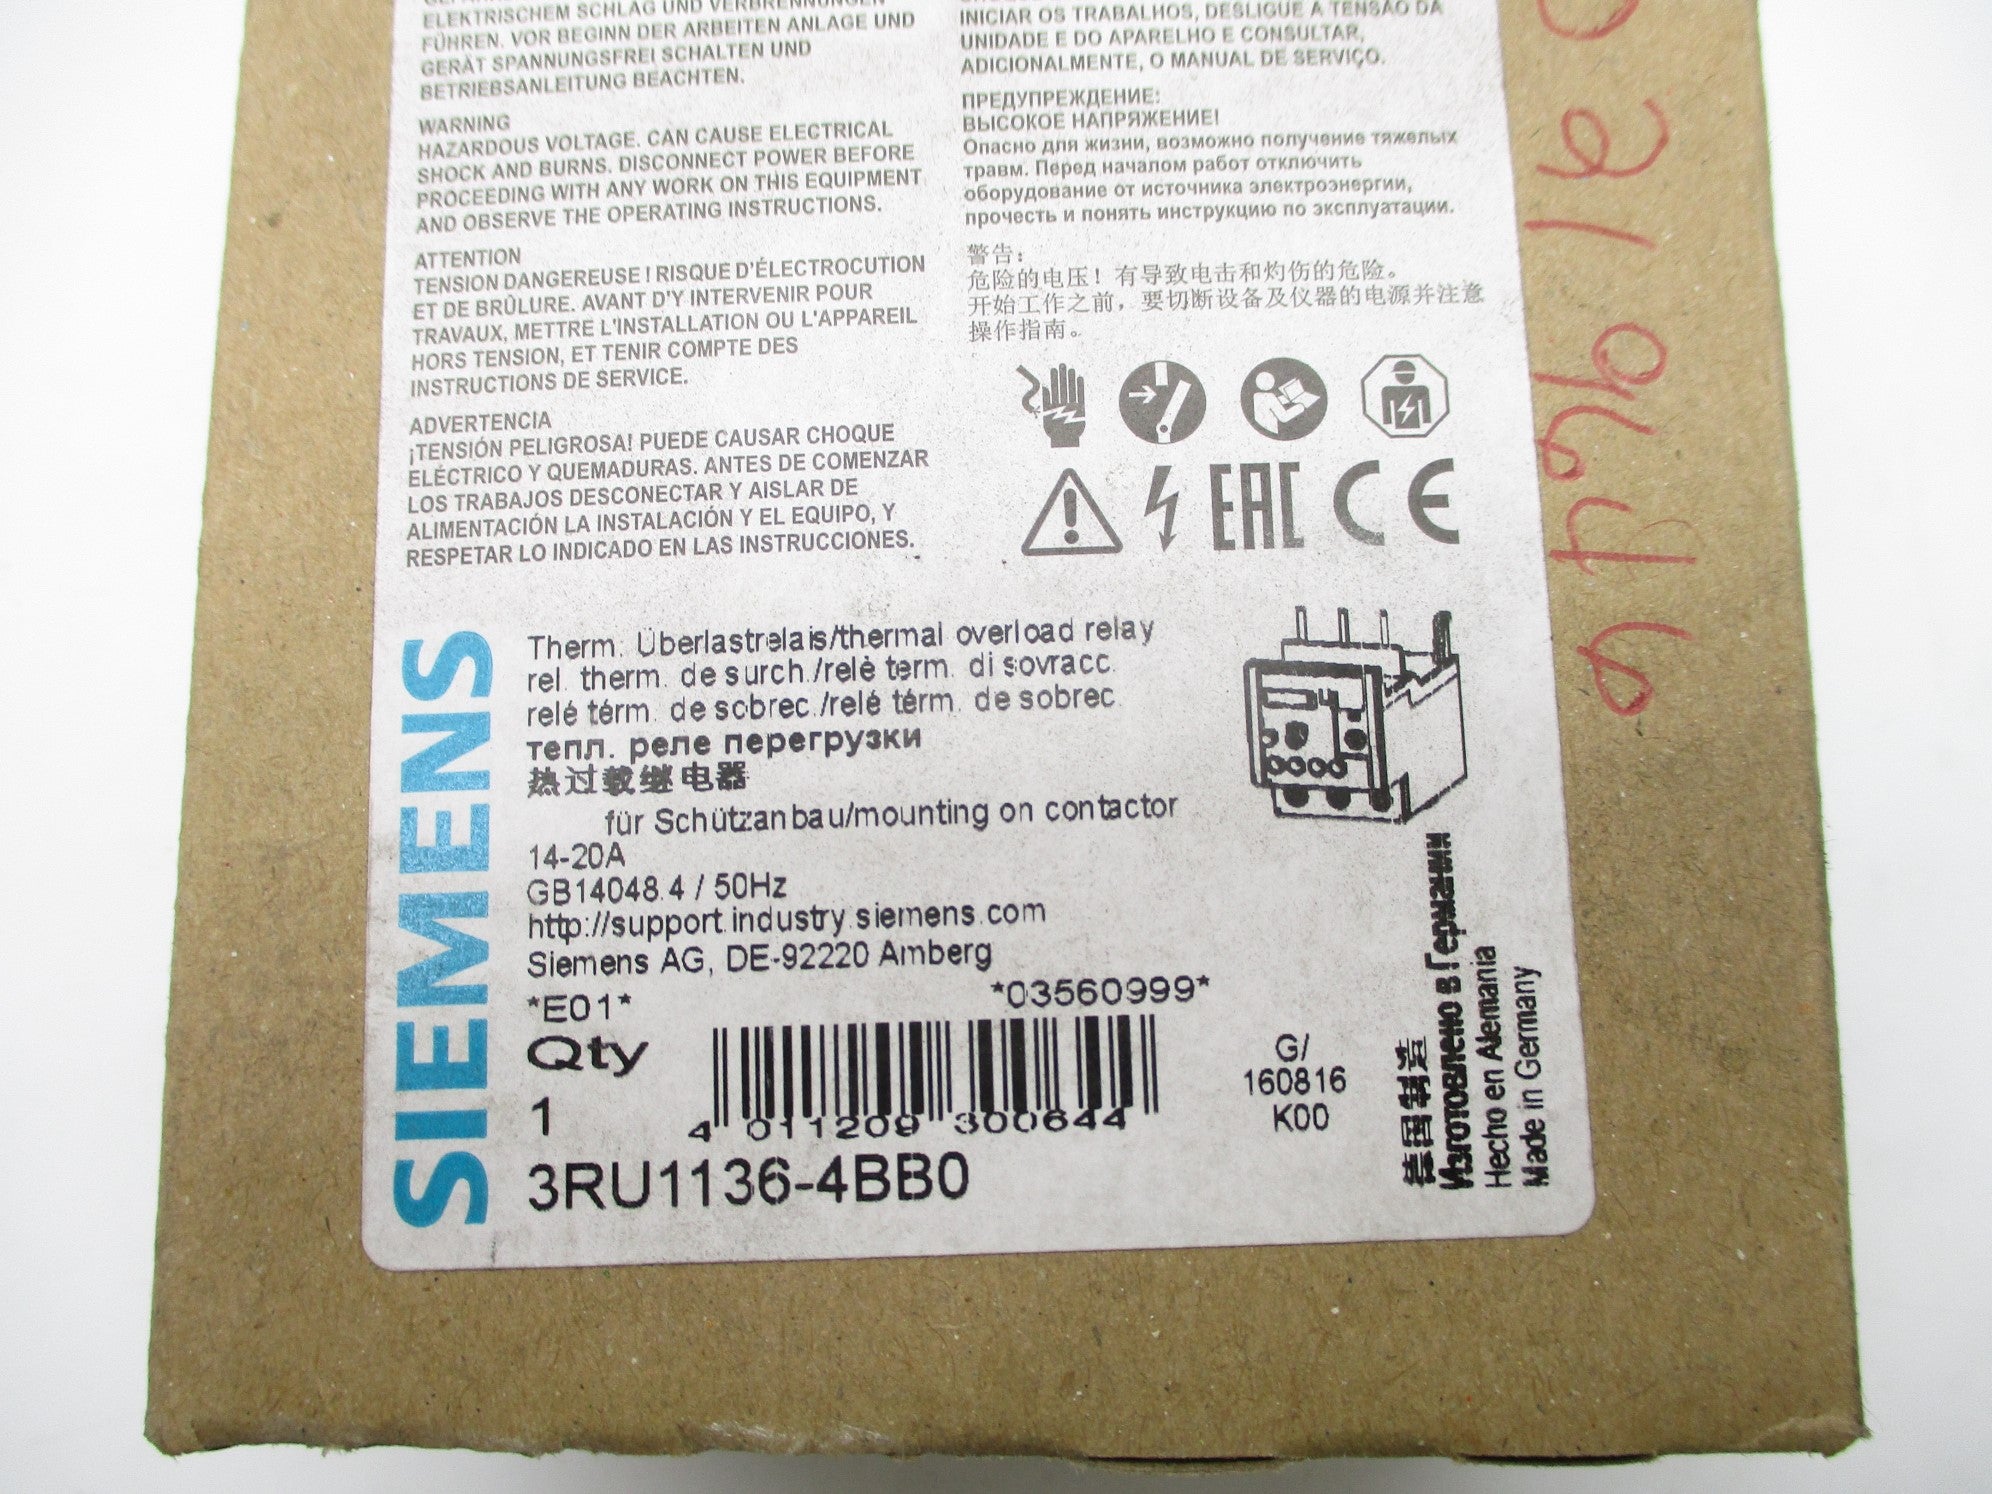 ELEKTRISCHEM SCHLAG UND VERBRENNUNGEN
FÜHREN. VOR BEGINN DER ARBEITEN ANLAGE UND
GERÄT SPANNUNGSFREI SCHALTEN UND
BETRIEBSANLEITUNG BEACHTEN.
WARNING
HAZARDOUS VOLTAGE. CAN CAUSE ELECTRICAL
SHOCK AND BURNS. DISCONNECT POWER BEFORE
PROCEEDING WITH ANY WORK ON THIS EQUIPMENT
AND OBSERVE THE OPERATING INSTRUCTIONS.
ATTENTION
TENSION DANGEREUSE ! RISQUE D'ÉLECTROCUTION
ET DE BRÛLURE. AVANT D'Y INTERVENIR POUR
TRAVAUX, METTRE L'INSTALLATION OU L'APPAREIL
HORS TENSION, ET TENIR COMPTE DES
INSTRUCTIONS DE SERVICE.
ADVERTENCIA
¡TENSIÓN PELIGROSA! PUEDE CAUSAR CHOQUE
ELÉCTRICO Y QUEMADURAS. ANTES DE COMENZAR
LOS TRABAJOS DESCONECTAR Y AISLAR DE
ALIMENTACIÓN LA INSTALACIÓN Y EL EQUIPO, Y
RESPETAR LO INDICADO EN LAS INSTRUCCIONES.
INICIAR OS TRABALHOS, DESLIGUE A TENSÃO DA
UNIDADE E DO APARELHO E CONSULTAR,
ADICIONALMENTE, O MANUAL DE SERVIÇO.
ПРЕДУПРЕЖДЕНИЕ:
ВЫСОКОЕ НАПРЯЖЕНИЕ!
Опасно для жизни, возможно получение тяжелых
травм. Перед началом работ отключить
оборудование от источника электроэнергии,
прочесть и понять инструкцию по эксплуатации.
警告：
危险的电压！有导致电击和灼伤的危险。
开始工作之前，要切断设备及仪器的电源并注意
操作指南。
EAC CE
SIEMENS
Therm. Überlastrelais/thermal overload relay
rel. therm. de surch./relè term. di sovracc.
relé térm. de sobrec./relé térm. de sobrec.
тепл. реле перегрузки
热过载继电器
für Schützanbau/mounting on contactor
14-20A
GB14048.4 / 50Hz
http://support.industry.siemens.com
Siemens AG, DE-92220 Amberg
*E01* *03560999*
Qty
1
4 011209 300644
3RU1136-4BB0
G/
160816
K00
德国制造
Изготовлено в Германии
Hecho en Alemania
Made in Germany